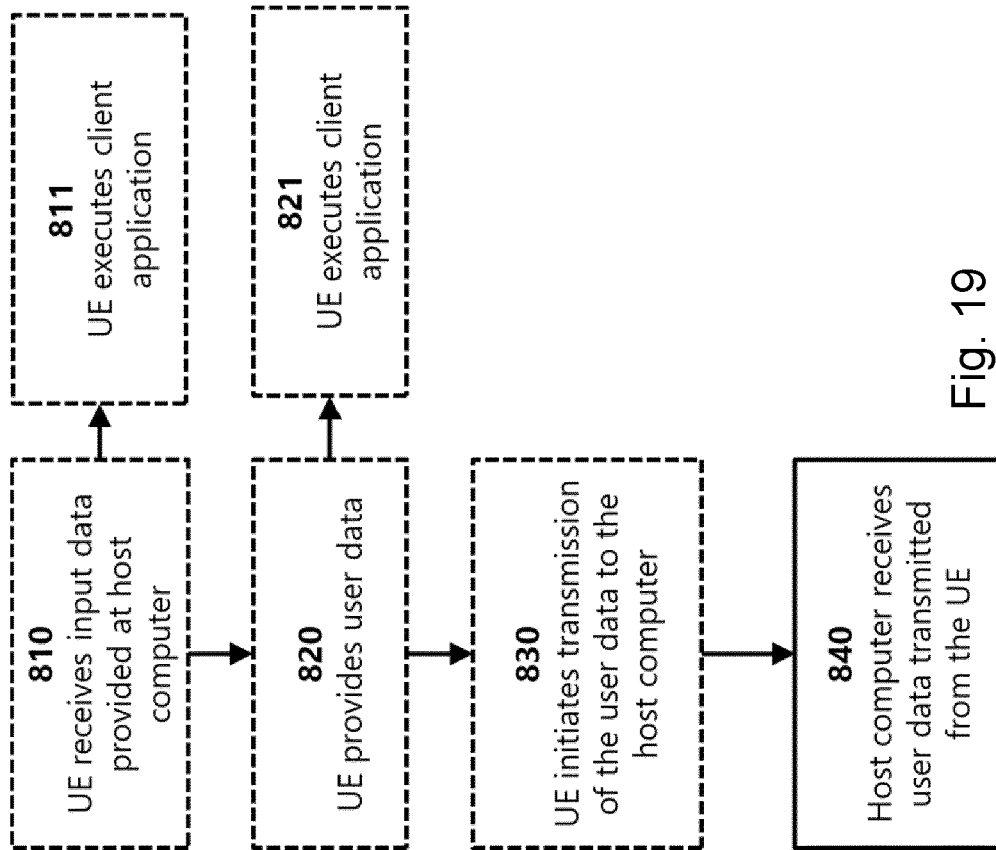 810
UE receives input data
provided at host
computer
811
UE executes client
application
820
UE provides user data
821
UE executes client
application
830
UE initiates transmission
of the user data to the
host computer
840
Host computer receives
user data transmitted
from the UE
Fig. 19